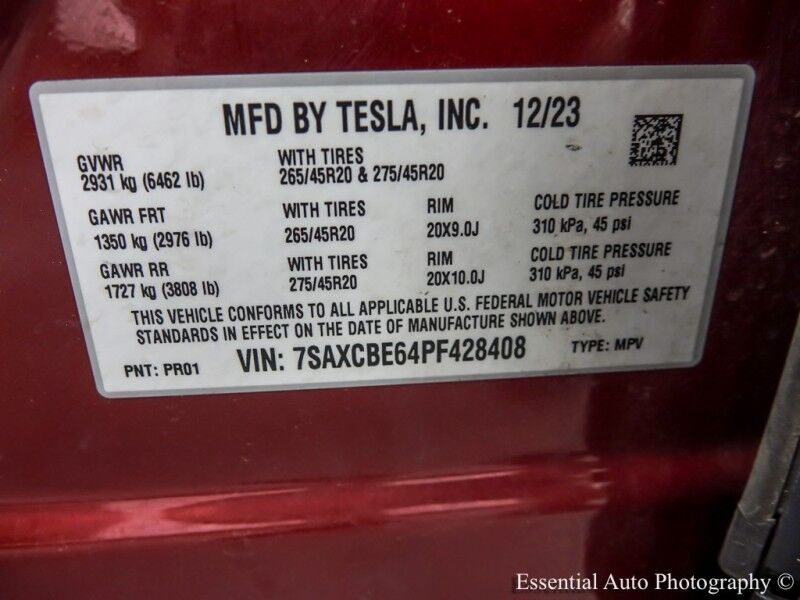 MFD BY TESLA, INC. 12/23
GVWR WITH TIRES
2931 kg (6462 lb) 265/45R20 & 275/45R20
GAWR FRT WITH TIRES RIM COLD TIRE PRESSURE
1350 kg (2976 lb) 265/45R20 20X9.0J 310 kPa, 45 psi
GAWR RR WITH TIRES RIM COLD TIRE PRESSURE
1727 kg (3808 lb) 275/45R20 20X10.0J 310 kPa, 45 psi
THIS VEHICLE CONFORMS TO ALL APPLICABLE U.S. FEDERAL MOTOR VEHICLE SAFETY
STANDARDS IN EFFECT ON THE DATE OF MANUFACTURE SHOWN ABOVE.
PNT: PR01 VIN: 7SAXCBE64PF428408 TYPE: MPV
Essential Auto Photography ©